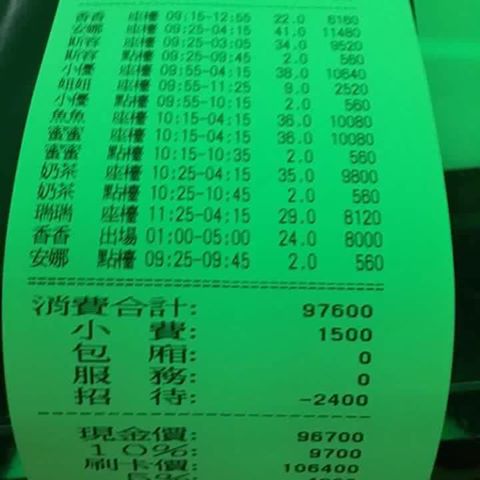 香香 座檯 09:15-12:55 22.0 6160
安娜 座檯 09:25-04:15 41.0 11480
斯容 座檯 09:25-03:05 34.0 9520
斯容 點檯 09:25-09:45 2.0 560
小優 座檯 09:55-04:15 38.0 10640
妞妞 座檯 09:55-11:25 9.0 2520
小優 點檯 09:55-10:15 2.0 560
魚魚 座檯 10:15-04:15 36.0 10080
蜜蜜 座檯 10:15-04:15 36.0 10080
蜜蜜 點檯 10:15-10:35 2.0 560
奶茶 座檯 10:25-04:15 35.0 9800
奶茶 點檯 10:25-10:45 2.0 560
瑞瑞 座檯 11:25-04:15 29.0 8120
香香 出場 01:00-05:00 24.0 8000
安娜 點檯 09:25-09:45 2.0 560
消費合計: 97600
小費: 1500
包廂: 0
服務: 0
招待: -2400
現金價: 96700
10%: 9700
刷卡價: 106400
5%: